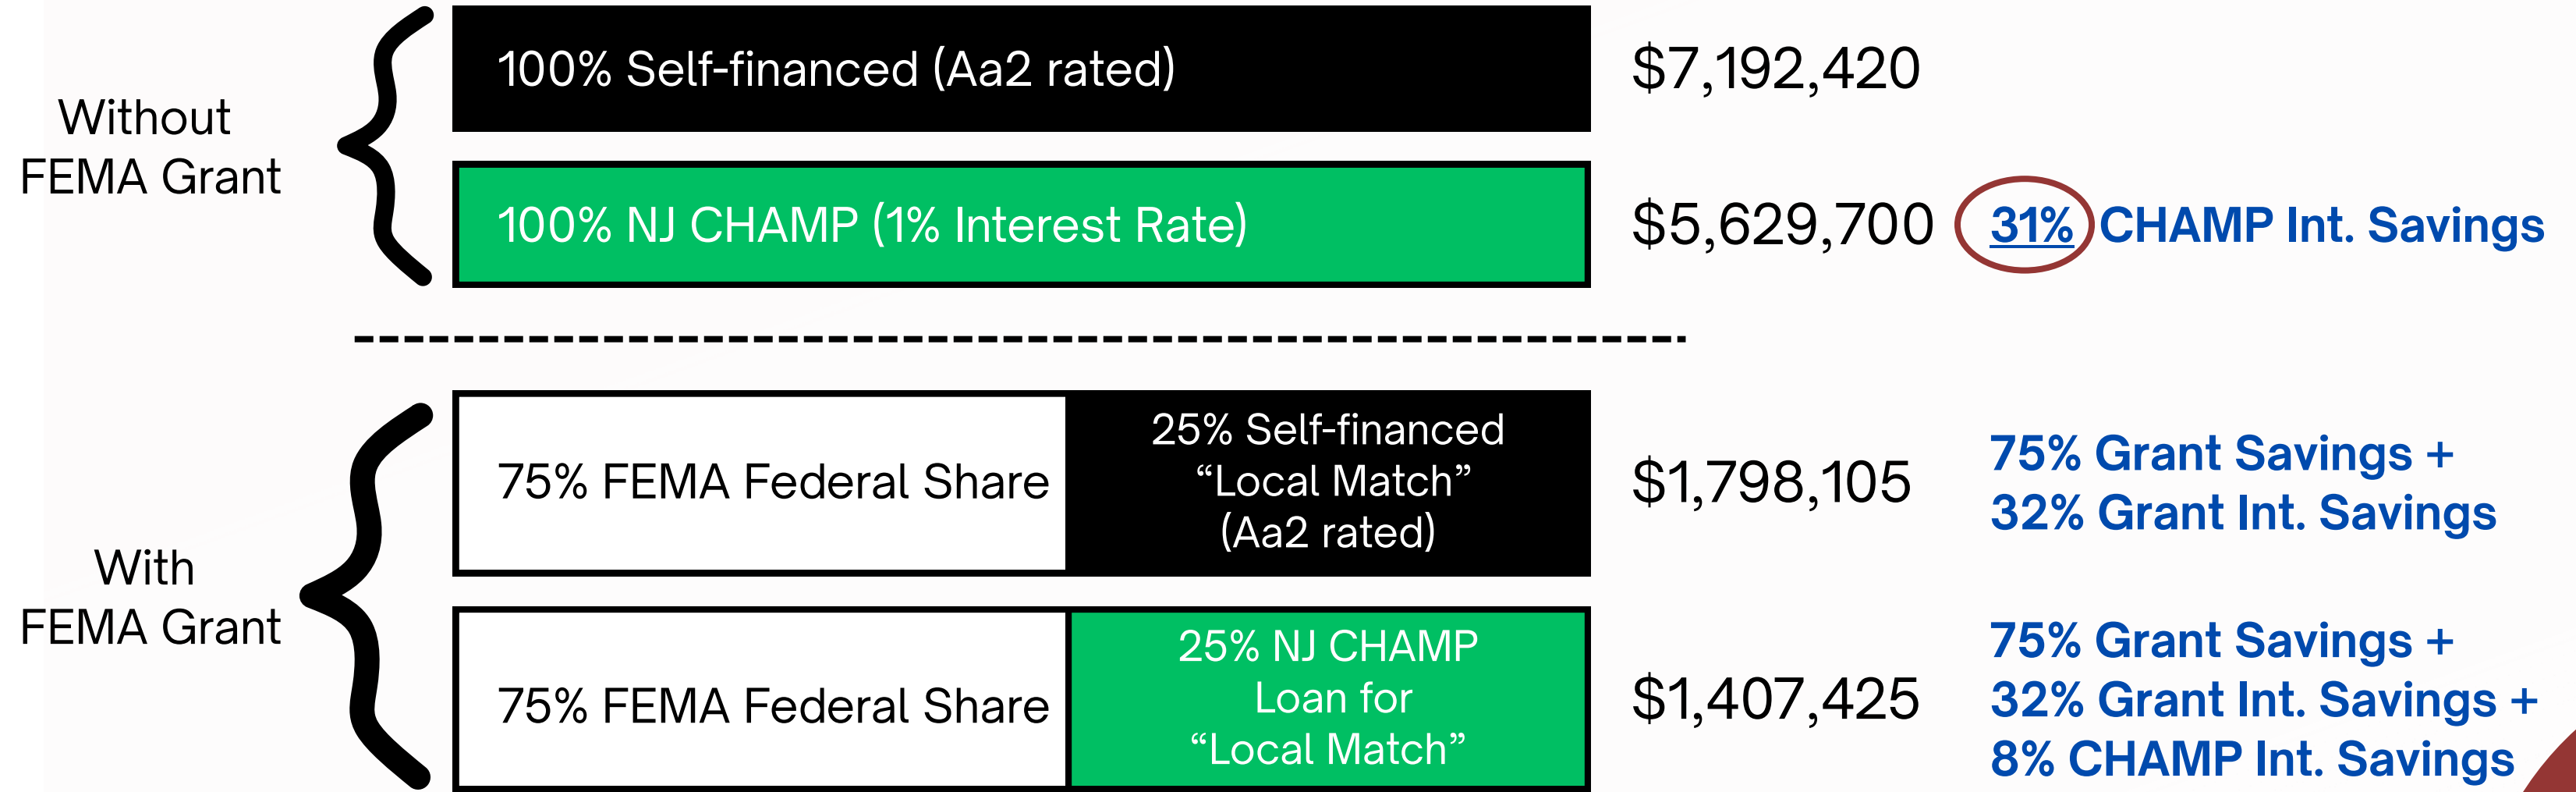 Without
FEMA Grant
100% Self-financed (Aa2 rated)
$7,192,420
100% NJ CHAMP (1% Interest Rate)
$5,629,700
31% CHAMP Int. Savings
With
FEMA Grant
75% FEMA Federal Share
25% Self-financed
“Local Match”
(Aa2 rated)
$1,798,105
75% Grant Savings +
32% Grant Int. Savings
75% FEMA Federal Share
25% NJ CHAMP
Loan for
“Local Match”
$1,407,425
75% Grant Savings +
32% Grant Int. Savings +
8% CHAMP Int. Savings